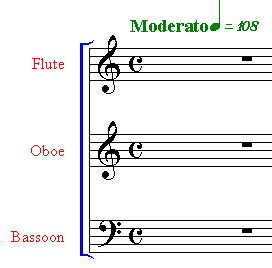 Moderato ♩ = 108
Flute
Oboe
Bassoon